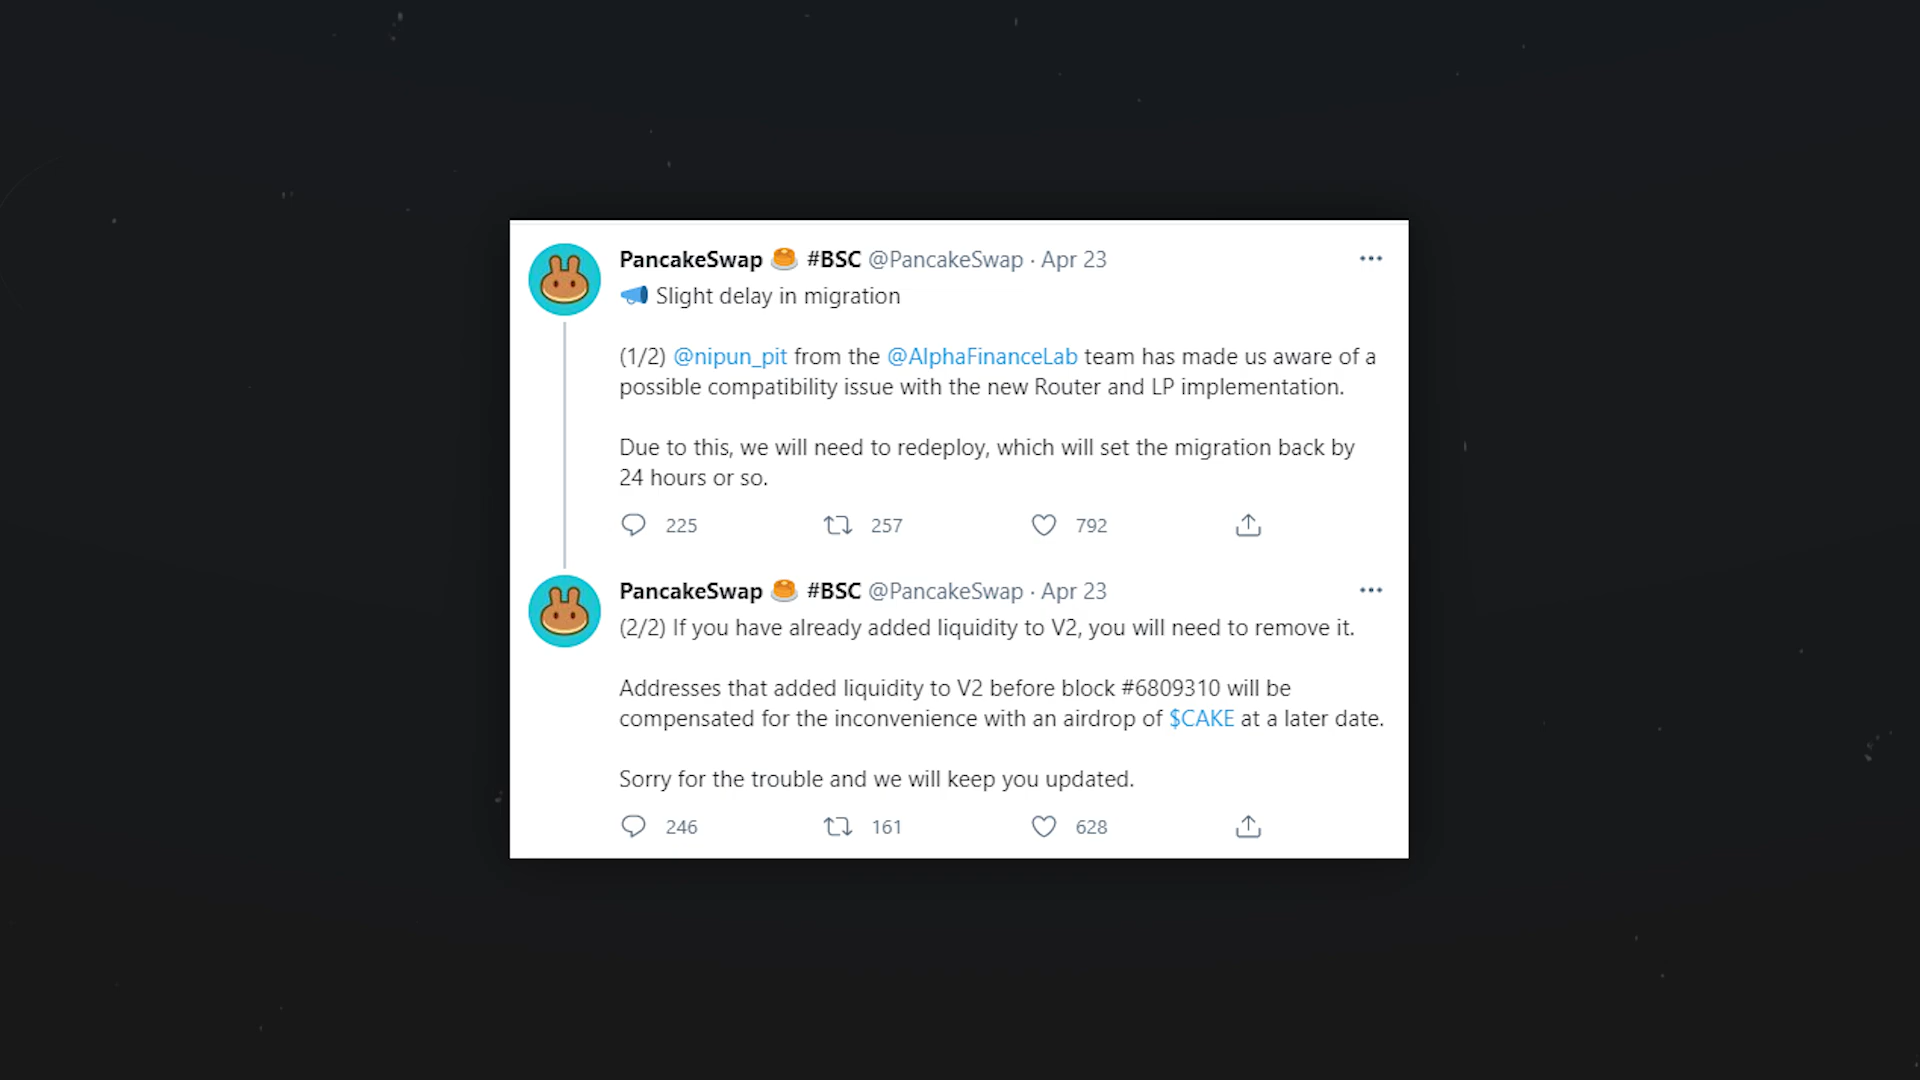 PancakeSwap 🥞 #BSC @PancakeSwap · Apr 23
📣 Slight delay in migration
(1/2) @nipun_pit from the @AlphaFinanceLab team has made us aware of a
possible compatibility issue with the new Router and LP implementation.
Due to this, we will need to redeploy, which will set the migration back by
24 hours or so.
225 257 792
PancakeSwap 🥞 #BSC @PancakeSwap · Apr 23
(2/2) If you have already added liquidity to V2, you will need to remove it.
Addresses that added liquidity to V2 before block #6809310 will be
compensated for the inconvenience with an airdrop of $CAKE at a later date.
Sorry for the trouble and we will keep you updated.
246 161 628